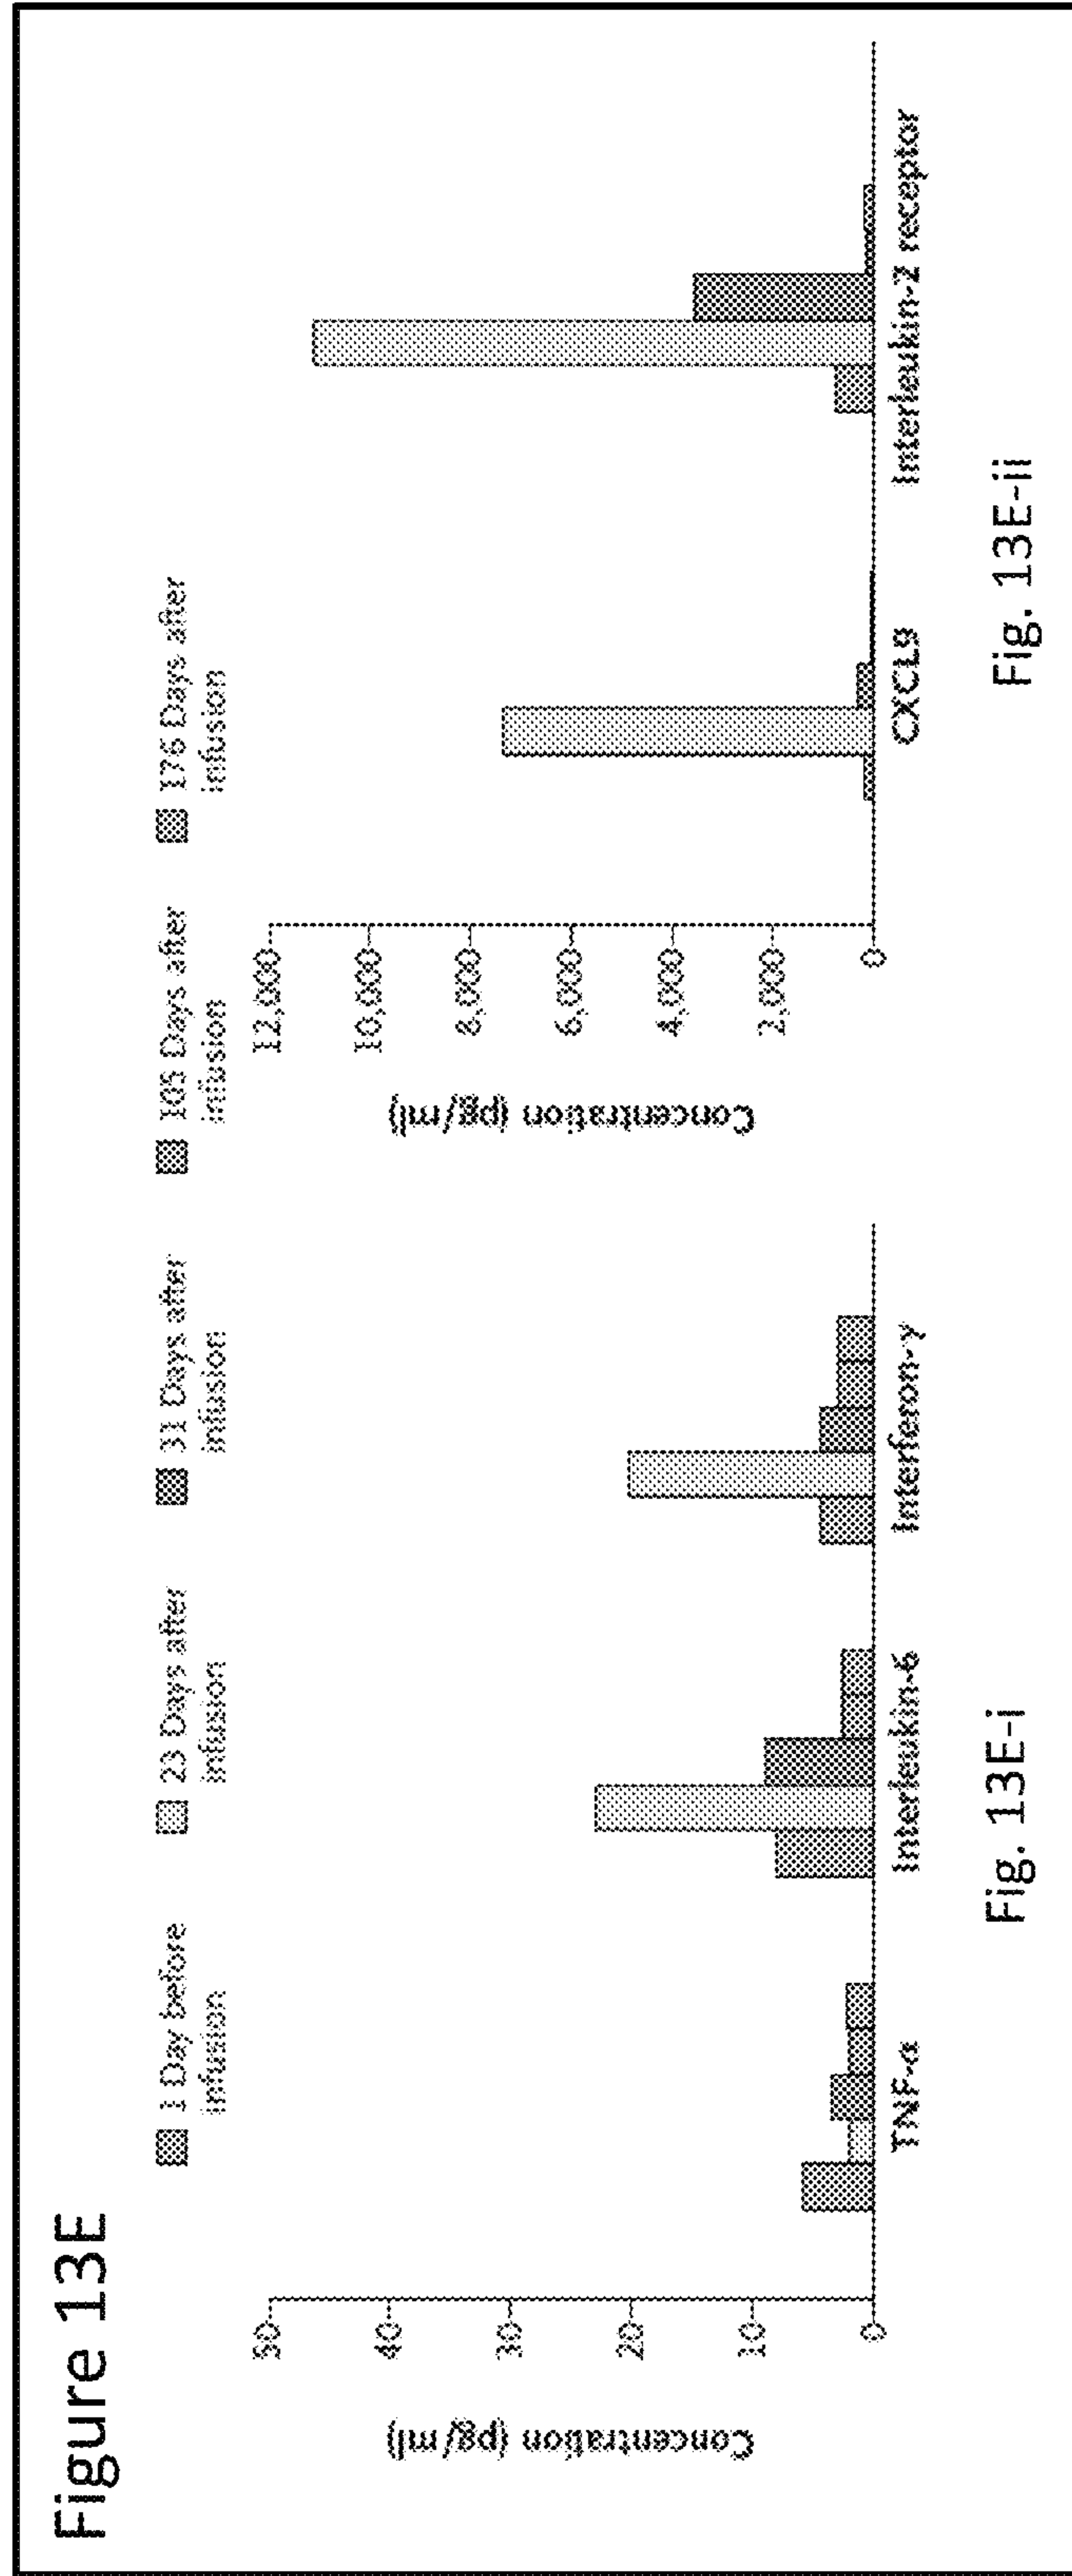 Figure 13E
1 Day before
infusion
23 Days after
infusion
31 Days after
infusion
105 Days after
infusion
176 Days after
infusion
Concentration (pg/ml)
50
40
30
20
10
0
TNF-α
Interleukin-6
Interferon-γ
Fig. 13E-i
Concentration (pg/ml)
12,000
10,000
8,000
6,000
4,000
2,000
0
CXCL9
Interleukin-2 receptor
Fig. 13E-ii